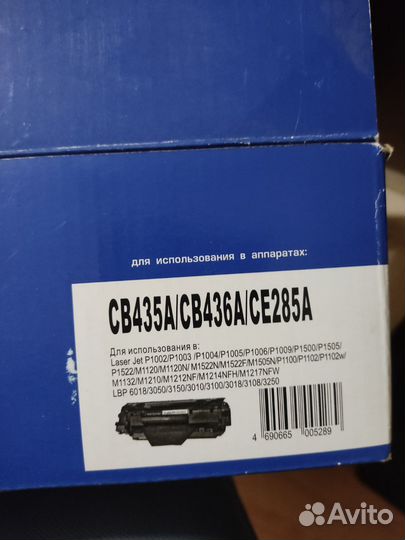 для использования в аппаратах:
CB435A/CB436A/CE285A
Для использования в:
Laser Jet P1002/P1003 /P1004/P1005/P1006/P1009/P1500/P1505/
P1522/M1120/M1120N/ M1522N/M1522F/M1505N/P1100/P1102/P1102w/
M1132/M1210/M1212NF/M1214NFH/M1217NFW
LBP 6018/3050/3150/3010/3100/3018/3108/3250
4 690665 005289
Avito